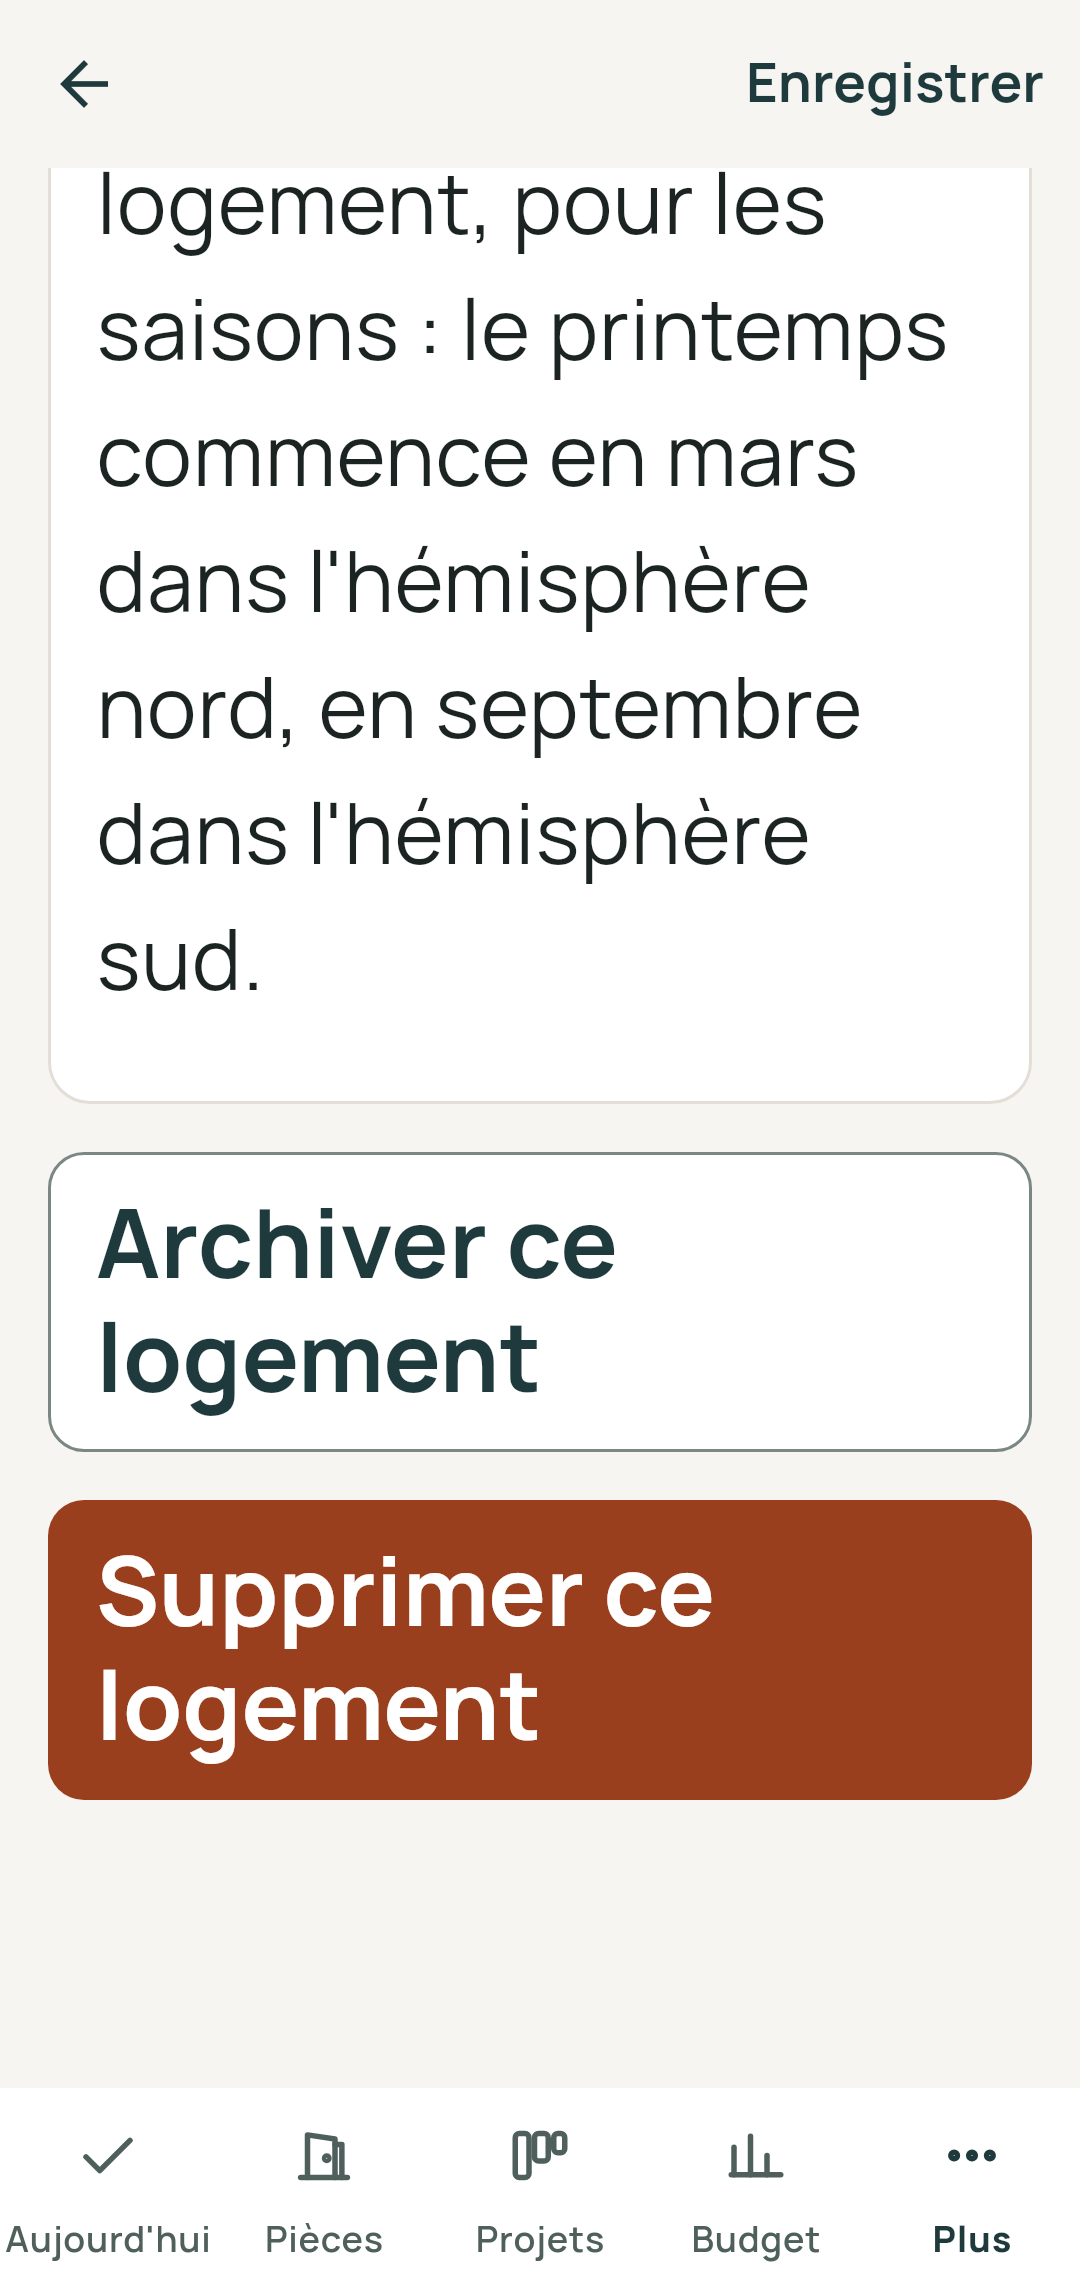 Enregistrer
logement, pour les
saisons : le printemps
commence en mars
dans l'hémisphère
nord, en septembre
dans l'hémisphère
sud.
Archiver ce
logement
Supprimer ce
logement
Aujourd'hui
Pièces
Projets
Budget
Plus